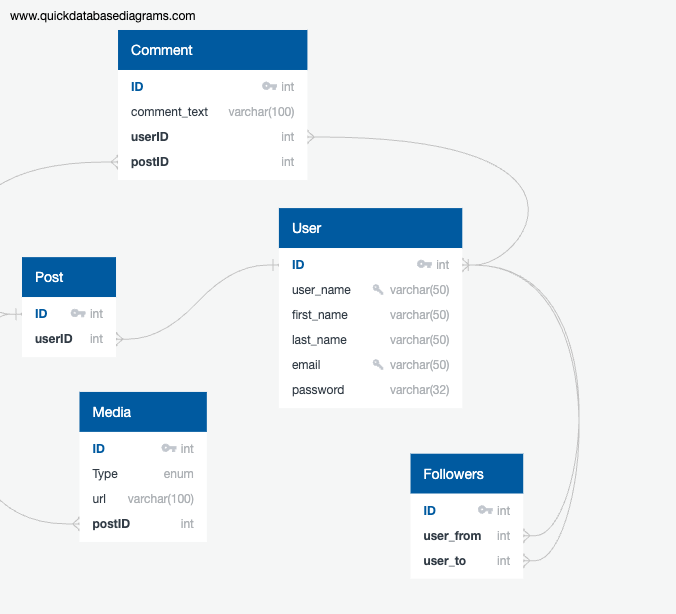 www.quickdatabasediagrams.com
Comment
ID int
comment_text varchar(100)
userID int
postID int
User
ID int
user_name varchar(50)
first_name varchar(50)
last_name varchar(50)
email varchar(50)
password varchar(32)
Post
ID int
userID int
Media
ID int
Type enum
url varchar(100)
postID int
Followers
ID int
user_from int
user_to int